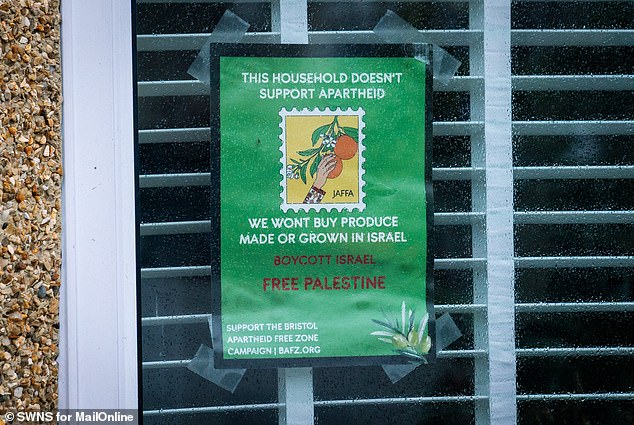 THIS HOUSEHOLD DOESN'T
SUPPORT APARTHEID
JAFFA
WE WONT BUY PRODUCE
MADE OR GROWN IN ISRAEL
BOYCOTT ISRAEL
FREE PALESTINE
SUPPORT THE BRISTOL
APARTHEID FREE ZONE
CAMPAIGN | BAFZ.ORG
© SWNS for MailOnline